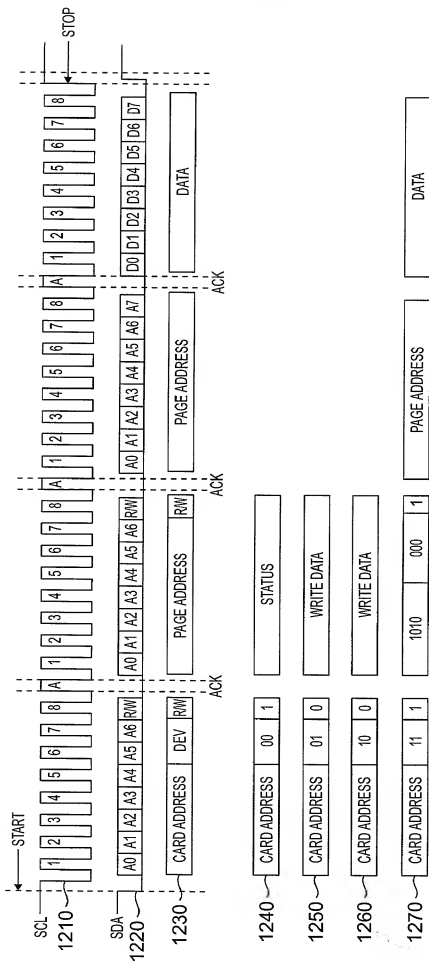 START
STOP
SCL 1 2 3 4 5 6 7 8 A 1 2 3 4 5 6 7 8 A 1 2 3 4 5 6 7 8 A 1 2 3 4 5 6 7 8
1210
SDA A0 A1 A2 A3 A4 A5 A6 R/W A0 A1 A2 A3 A4 A5 A6 R/W A0 A1 A2 A3 A4 A5 A6 A7 D0 D1 D2 D3 D4 D5 D6 D7
1220
1230 CARD ADDRESS DEV R/W PAGE ADDRESS R/W PAGE ADDRESS DATA
ACK ACK ACK
1240 CARD ADDRESS 00 1 STATUS
1250 CARD ADDRESS 01 0 WRITE DATA
1260 CARD ADDRESS 10 0 WRITE DATA
1270 CARD ADDRESS 11 1 1010 000 1 PAGE ADDRESS DATA